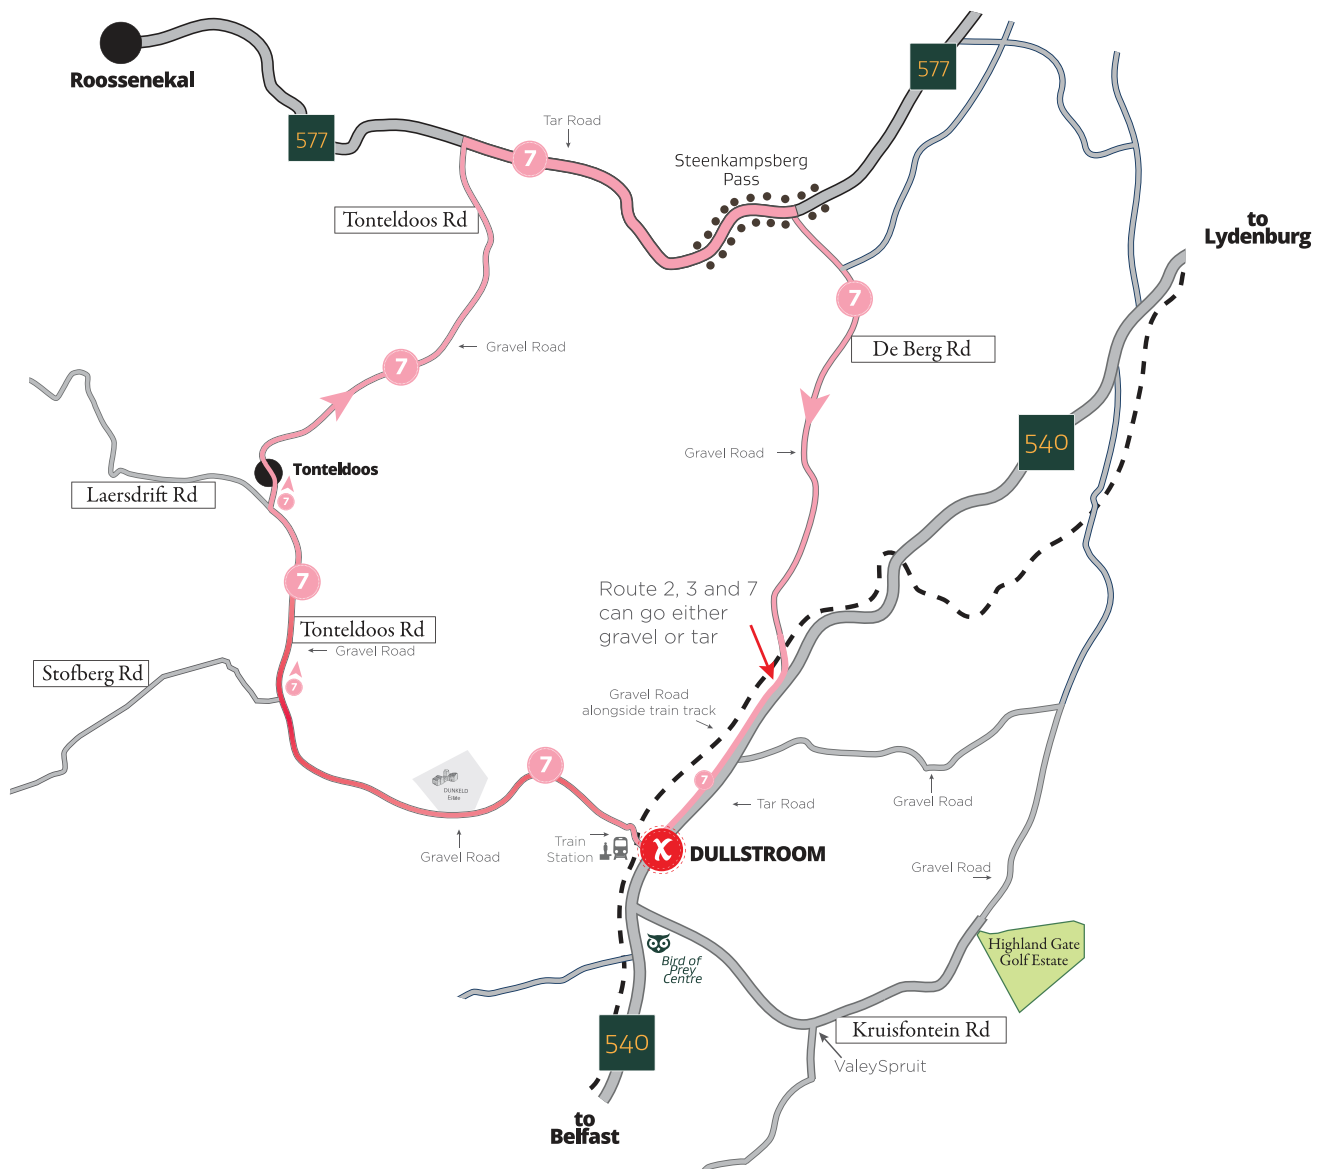 577
Roossenekal
577
Tar Road
7
Steenkampsberg
Pass
Tonteldoos Rd
to
Lydenburg
7
De Berg Rd
Gravel Road
7
540
Gravel Road
Tonteldoos
Laersdrift Rd
7
7
Route 2, 3 and 7
can go either
gravel or tar
Tonteldoos Rd
Gravel Road
Stofberg Rd
7
Gravel Road
alongside train track
7
7
DUNKELD
Estate
Tar Road
Gravel Road
Train
Station
Gravel Road
DULLSTROOM
Gravel Road
Highland Gate
Golf Estate
Bird of
Prey
Centre
540
Kruisfontein Rd
ValeySpruit
to
Belfast